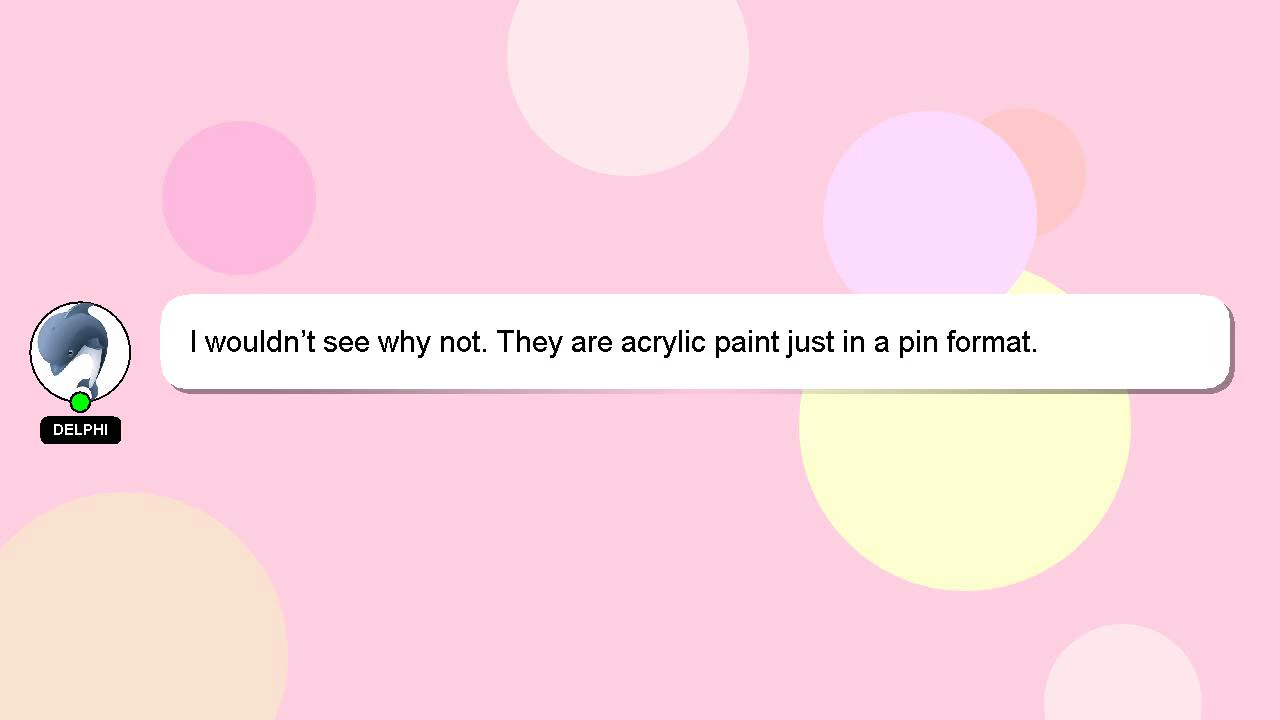 I wouldn’t see why not. They are acrylic paint just in a pin format.
DELPHI